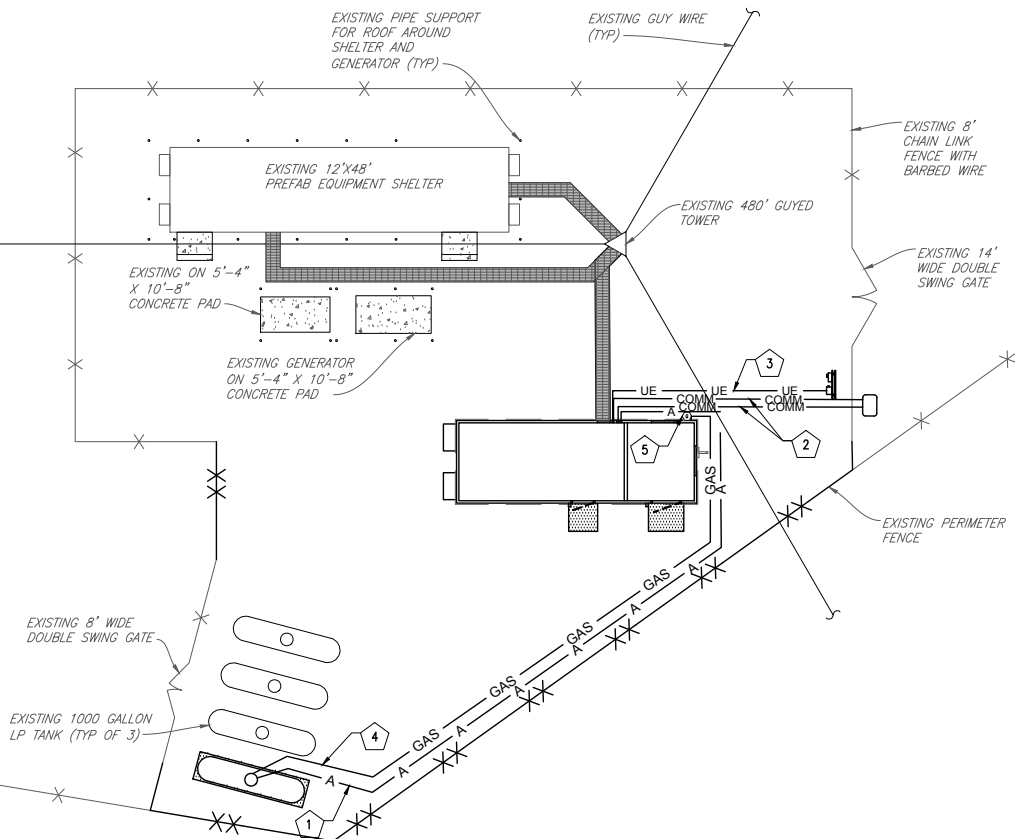 EXISTING PIPE SUPPORT
FOR ROOF AROUND
SHELTER AND
GENERATOR (TYP)
EXISTING GUY WIRE
(TYP)
EXISTING 8'
CHAIN LINK
FENCE WITH
BARBED WIRE
EXISTING 12'X48'
PREFAB EQUIPMENT SHELTER
EXISTING 480' GUYED
TOWER
EXISTING 14'
WIDE DOUBLE
SWING GATE
EXISTING ON 5'-4"
X 10'-8"
CONCRETE PAD
EXISTING GENERATOR
ON 5'-4" X 10'-8"
CONCRETE PAD
3
UE UE UE
COMM COMM
COMM COMM
A
5
2
GAS
A
EXISTING PERIMETER
FENCE
GAS
A
GAS
A
GAS
A
GAS
A
GAS
A
A
A
EXISTING 8' WIDE
DOUBLE SWING GATE
EXISTING 1000 GALLON
LP TANK (TYP OF 3)
4
A
1